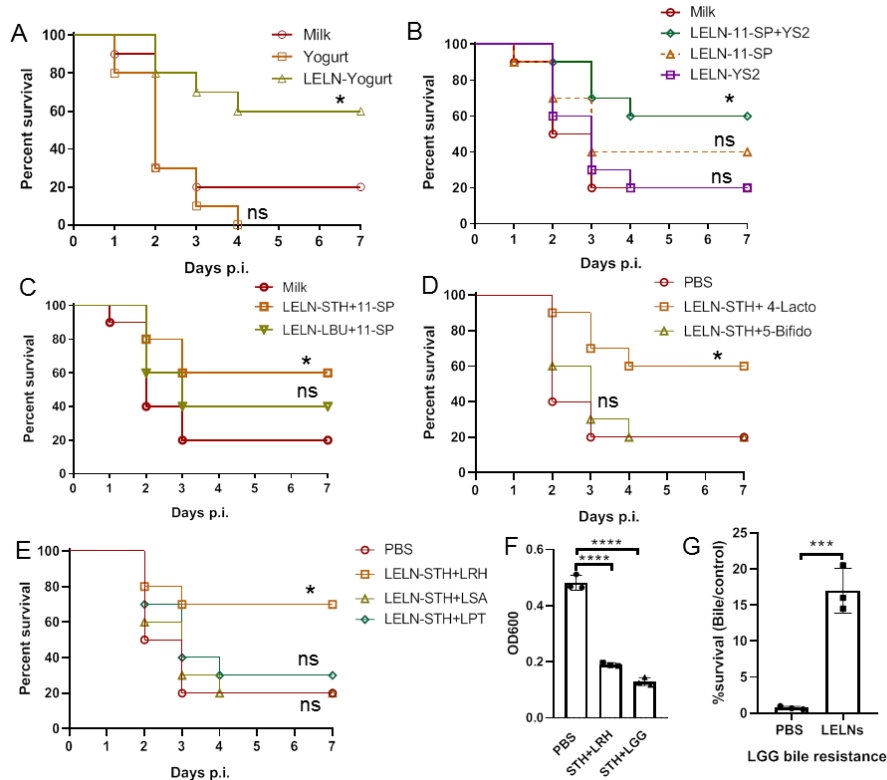 A
Milk
Yogurt
LELN-Yogurt
Percent survival
100
80
60
40
20
0
*
ns
0 1 2 3 4 5 6 7
Days p.i.
B
Milk
LELN-11-SP+YS2
LELN-11-SP
LELN-YS2
Percent survival
100
80
60
40
20
0
*
ns
ns
0 1 2 3 4 5 6 7
Days p.i.
C
Milk
LELN-STH+11-SP
LELN-LBU+11-SP
Percent survival
100
80
60
40
20
0
*
ns
0 1 2 3 4 5 6 7
Days p.i.
D
PBS
LELN-STH+ 4-Lacto
LELN-STH+5-Bifido
Percent survival
100
80
60
40
20
0
*
ns
0 1 2 3 4 5 6 7
Days p.i.
E
PBS
LELN-STH+LRH
LELN-STH+LSA
LELN-STH+LPT
Percent survival
100
80
60
40
20
0
*
ns
ns
0 1 2 3 4 5 6 7
Days p.i.
F
****
****
OD600
0.6
0.4
0.2
0.0
PBS
STH+LRH
STH+LGG
G
***
%survival (Bile/control)
25
20
15
10
5
0
PBS LELNs
LGG bile resistance